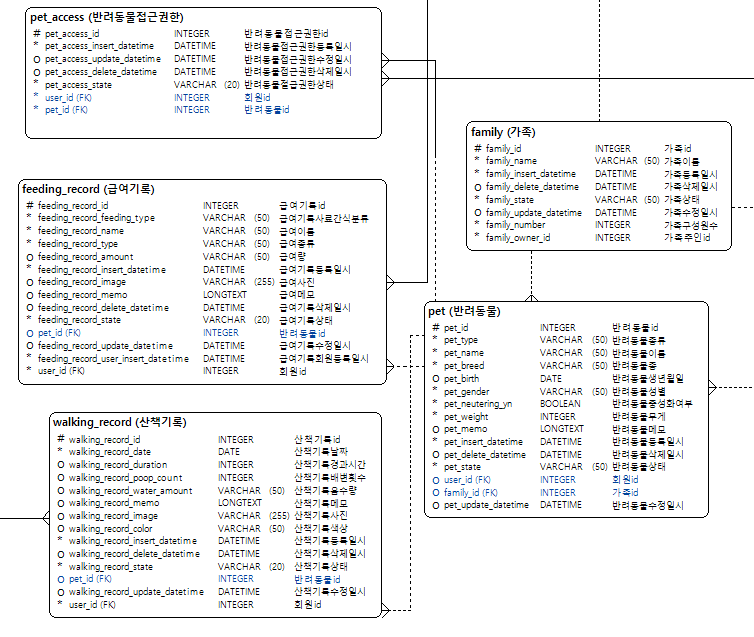 pet_access (반려동물접근권한)
# pet_access_id INTEGER 반려동물접근권한id
* pet_access_insert_datetime DATETIME 반려동물접근권한등록일시
O pet_access_update_datetime DATETIME 반려동물접근권한수정일시
O pet_access_delete_datetime DATETIME 반려동물접근권한삭제일시
* pet_access_state VARCHAR (20) 반려동물접급권한상태
* user_id (FK) INTEGER 회원id
* pet_id (FK) INTEGER 반려동물id
family (가족)
# family_id INTEGER 가족id
* family_name VARCHAR (50) 가족이름
* family_insert_datetime DATETIME 가족등록일시
O family_delete_datetime DATETIME 가족삭제일시
* family_state VARCHAR (50) 가족상태
O family_update_datetime DATETIME 가족수정일시
* family_number INTEGER 가족구성원수
* family_owner_id INTEGER 가족주인id
feeding_record (급여기록)
# feeding_record_id INTEGER 급여기록id
* feeding_record_feeding_type VARCHAR (50) 급여기록사료간식분류
* feeding_record_name VARCHAR (50) 급여이름
* feeding_record_type VARCHAR (50) 급여종류
O feeding_record_amount VARCHAR (50) 급여량
* feeding_record_insert_datetime DATETIME 급여기록등록일시
O feeding_record_image VARCHAR (255) 급여사진
O feeding_record_memo LONGTEXT 급여메모
O feeding_record_delete_datetime DATETIME 급여기록삭제일시
* feeding_record_state VARCHAR (20) 급여기록상태
O pet_id (FK) INTEGER 반려동물id
O feeding_record_update_datetime DATETIME 급여기록수정일시
* feeding_record_user_insert_datetime DATETIME 급여기록회원등록일시
* user_id (FK) INTEGER 회원id
pet (반려동물)
# pet_id INTEGER 반려동물id
* pet_type VARCHAR (50) 반려동물종류
* pet_name VARCHAR (50) 반려동물이름
* pet_breed VARCHAR (50) 반려동물종
O pet_birth DATE 반려동물생년월일
* pet_gender VARCHAR (50) 반려동물성별
* pet_neutering_yn BOOLEAN 반려동물중성화여부
* pet_weight INTEGER 반려동물무게
O pet_memo LONGTEXT 반려동물메모
* pet_insert_datetime DATETIME 반려동물등록일시
O pet_delete_datetime DATETIME 반려동물삭제일시
* pet_state VARCHAR (50) 반려동물상태
O user_id (FK) INTEGER 회원id
O family_id (FK) INTEGER 가족id
O pet_update_datetime DATETIME 반려동물수정일시
walking_record (산책기록)
# walking_record_id INTEGER 산책기록id
* walking_record_date DATE 산책기록날짜
O walking_record_duration INTEGER 산책기록경과시간
O walking_record_poop_count INTEGER 산책기록배변횟수
O walking_record_water_amount VARCHAR (50) 산책기록음수량
O walking_record_memo LONGTEXT 산책기록메모
O walking_record_image VARCHAR (255) 산책기록사진
O walking_record_color VARCHAR (50) 산책기록색상
* walking_record_insert_datetime DATETIME 산책기록등록일시
O walking_record_delete_datetime DATETIME 산책기록삭제일시
* walking_record_state VARCHAR (20) 산책기록상태
O pet_id (FK) INTEGER 반려동물id
O walking_record_update_datetime DATETIME 산책기록수정일시
* user_id (FK) INTEGER 회원id